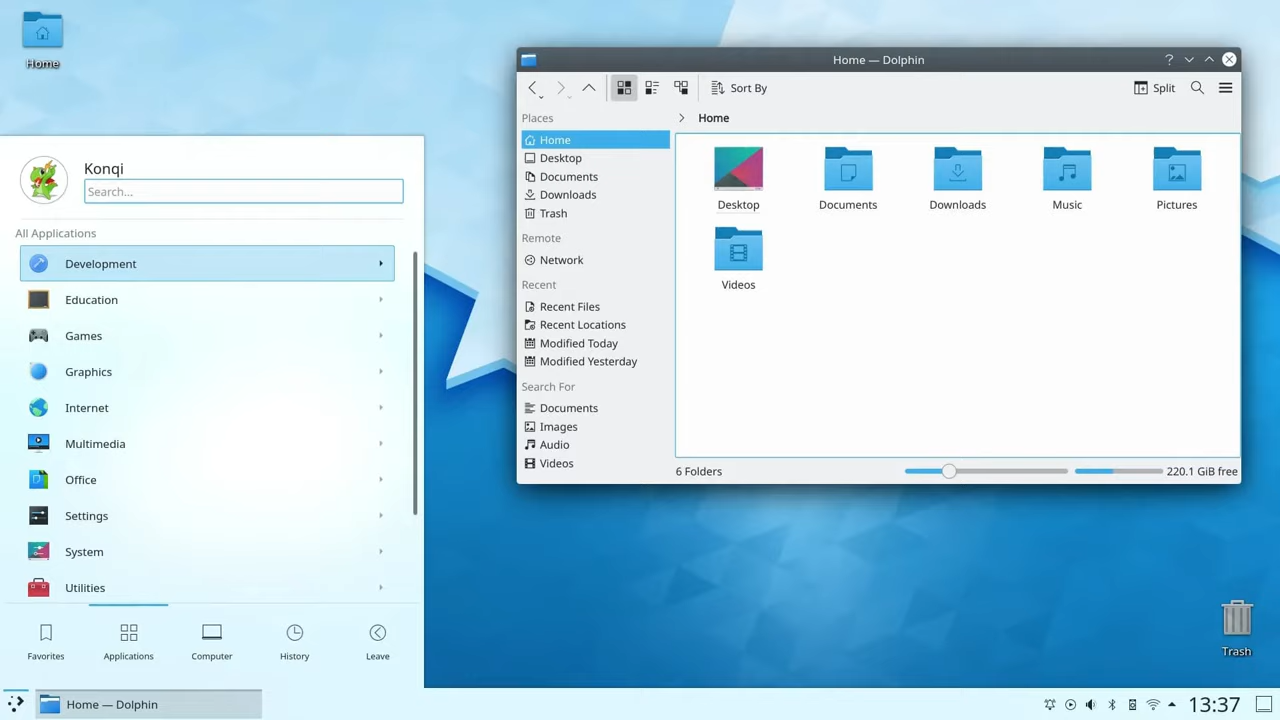 Home
Konqi
Search...
All Applications
Development
Education
Games
Graphics
Internet
Multimedia
Office
Settings
System
Utilities
Favorites
Applications
Computer
History
Leave
Home — Dolphin
Sort By
Split
Places
Home
Desktop
Documents
Downloads
Trash
Remote
Network
Recent
Recent Files
Recent Locations
Modified Today
Modified Yesterday
Search For
Documents
Images
Audio
Videos
Home
Desktop Documents Downloads Music Pictures
Videos
6 Folders 220.1 GiB free
Trash
Home — Dolphin
13:37